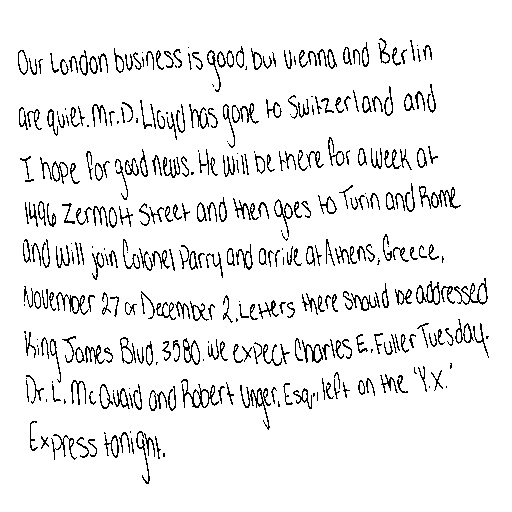 Our London business is good, but Vienna and Berlin
are quiet. Mr. D. Lloyd has gone to Switzerland and
I hope for good news. He will be there for a week at
1496 Zermott Street and then goes to Turin and Rome
and will join Colonel Parry and arrive at Athens, Greece,
November 27 or December 2. Letters there should be addressed
King James Blvd. 3580. We expect Charles E. Fuller Tuesday.
Dr. L. McQuaid and Robert Unger, Esq., left on the "Y.X."
Express tonight.